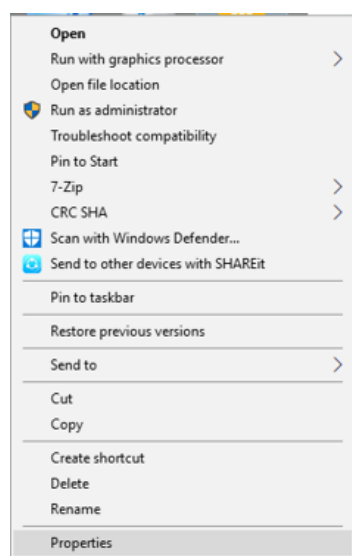 Open
Run with graphics processor
Open file location
Run as administrator
Troubleshoot compatibility
Pin to Start
7-Zip
CRC SHA
Scan with Windows Defender...
Send to other devices with SHAREit
Pin to taskbar
Restore previous versions
Send to
Cut
Copy
Create shortcut
Delete
Rename
Properties